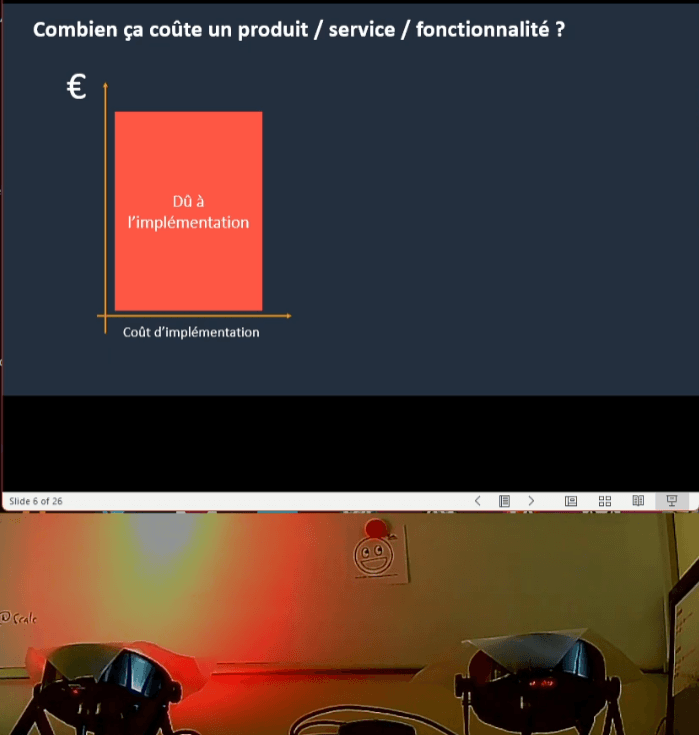 Combien ça coûte un produit / service / fonctionnalité ?
€
Dû à
l'implémentation
Coût d'implémentation
Slide 6 of 26
@Scale